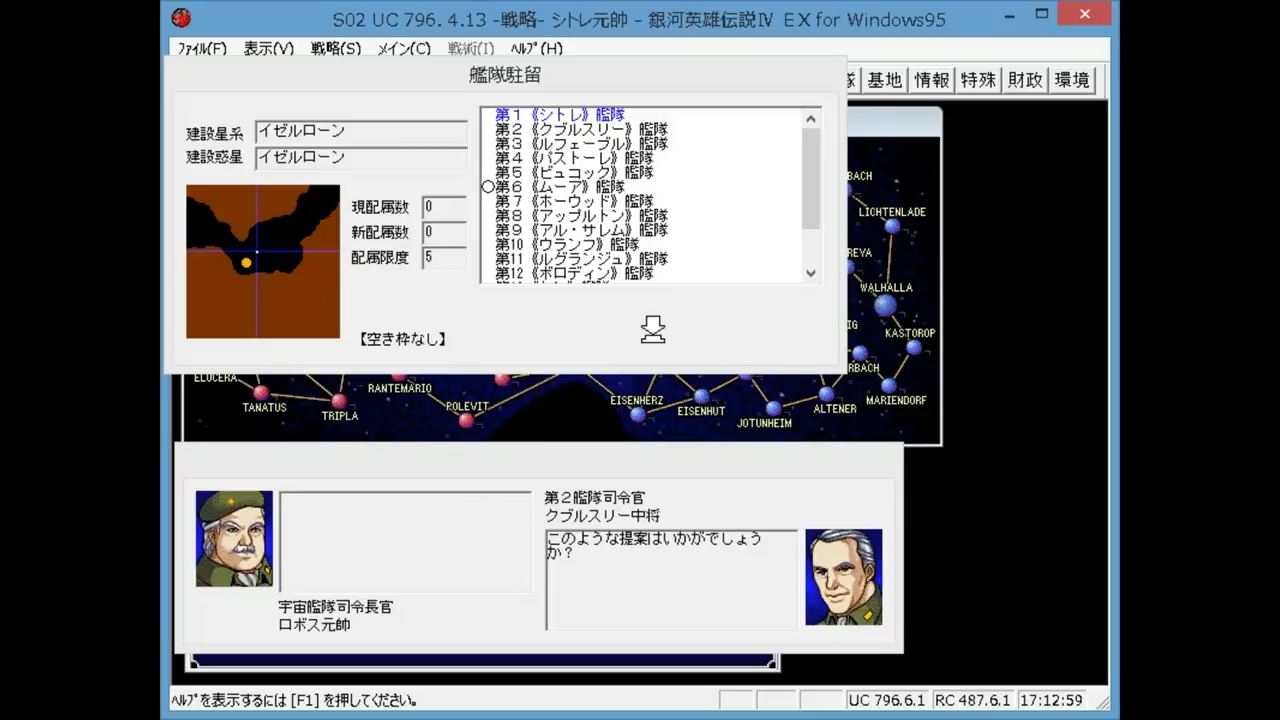 S02 UC 796. 4.13 -戦略- シトレ元帥 - 銀河英雄伝説Ⅳ EX for Windows95
ﾌｧｲﾙ(F) 表示(V) 戦略(S) メイン(C) 戦術(I) ﾍﾙﾌﾟ(H)
基地 情報 特殊 財政 環境
艦隊駐留
建設星系 イゼルローン
建設惑星 イゼルローン
現配属数 0
新配属数 0
配属限度 5
【空き枠なし】
第1《シトレ》艦隊
第2《クブルスリー》艦隊
第3《ルフェーブル》艦隊
第4《パストーレ》艦隊
第5《ビュコック》艦隊
○第6《ムーア》艦隊
第7《ホーウッド》艦隊
第8《アップルトン》艦隊
第9《アル・サレム》艦隊
第10《ウランフ》艦隊
第11《ルグランジュ》艦隊
第12《ボロディン》艦隊
BACH
LICHTENLADE
REYA
WALHALLA
IG
KASTOROP
RBACH
MARIENDORF
ELUCERA
TANATUS
TRIPLA
RANTEMARIO
ROLEVIT
EISENHERZ
EISENHUT
JOTUNHEIM
ALTENER
第2艦隊司令官
クブルスリー中将
このような提案はいかがでしょう
か？
宇宙艦隊司令長官
ロボス元帥
ﾍﾙﾌﾟを表示するには [F1] を押してください。
UC 796.6.1 RC 487.6.1 17:12:59